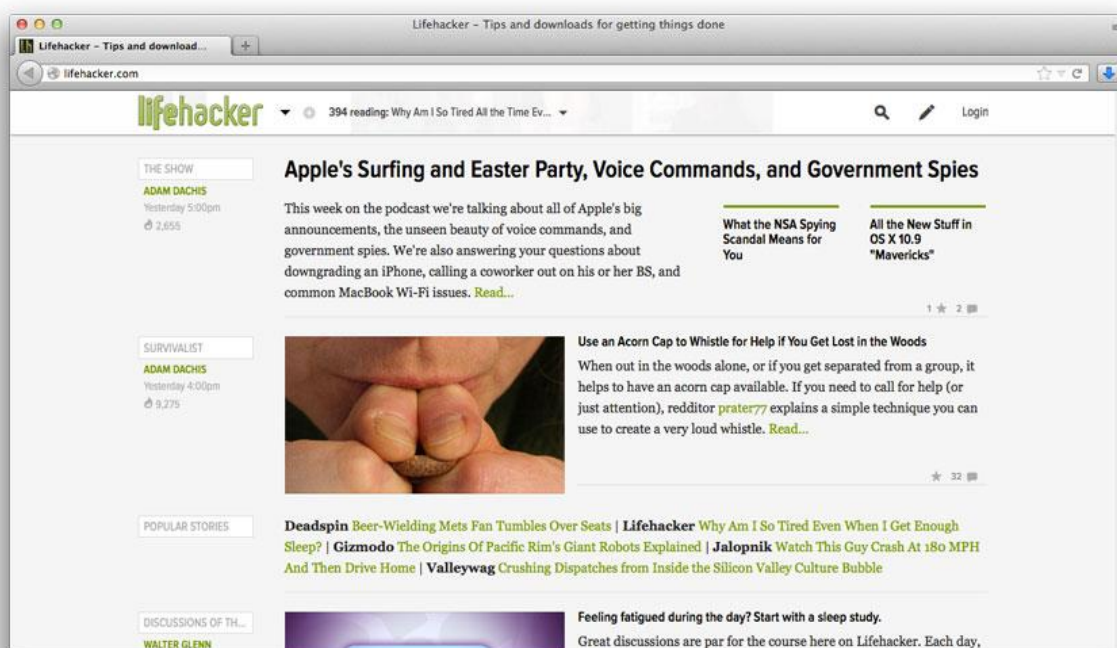 Lifehacker – Tips and downloads for getting things done
Lifehacker – Tips and download...
lifehacker.com
lifehacker
394 reading: Why Am I So Tired All the Time Ev...
Login
THE SHOW
ADAM DACHIS
Yesterday 5:00pm
2,655
Apple's Surfing and Easter Party, Voice Commands, and Government Spies
This week on the podcast we're talking about all of Apple's big
announcements, the unseen beauty of voice commands, and
government spies. We're also answering your questions about
downgrading an iPhone, calling a coworker out on his or her BS, and
common MacBook Wi-Fi issues. Read...
What the NSA Spying
Scandal Means for
You
All the New Stuff in
OS X 10.9
"Mavericks"
1 2
SURVIVALIST
ADAM DACHIS
Yesterday 4:00pm
9,275
Use an Acorn Cap to Whistle for Help if You Get Lost in the Woods
When out in the woods alone, or if you get separated from a group, it
helps to have an acorn cap available. If you need to call for help (or
just attention), redditor prater77 explains a simple technique you can
use to create a very loud whistle. Read...
32
POPULAR STORIES
Deadspin Beer-Wielding Mets Fan Tumbles Over Seats | Lifehacker Why Am I So Tired Even When I Get Enough
Sleep? | Gizmodo The Origins Of Pacific Rim's Giant Robots Explained | Jalopnik Watch This Guy Crash At 180 MPH
And Then Drive Home | Valleywag Crushing Dispatches from Inside the Silicon Valley Culture Bubble
DISCUSSIONS OF TH...
WALTER GLENN
Feeling fatigued during the day? Start with a sleep study.
Great discussions are par for the course here on Lifehacker. Each day,